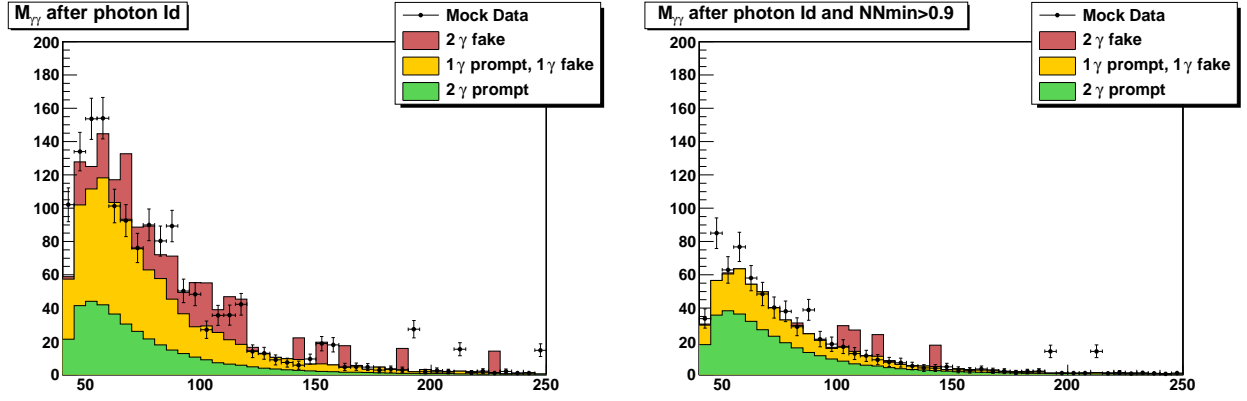 M γγ after photon Id
Mock Data
2 γ fake
1 γ prompt, 1 γ fake
2 γ prompt
200
180
160
140
120
100
80
60
40
20
0
50 100 150 200 250
M γγ after photon Id and NNmin>0.9
Mock Data
2 γ fake
1 γ prompt, 1 γ fake
2 γ prompt
200
180
160
140
120
100
80
60
40
20
0
50 100 150 200 250